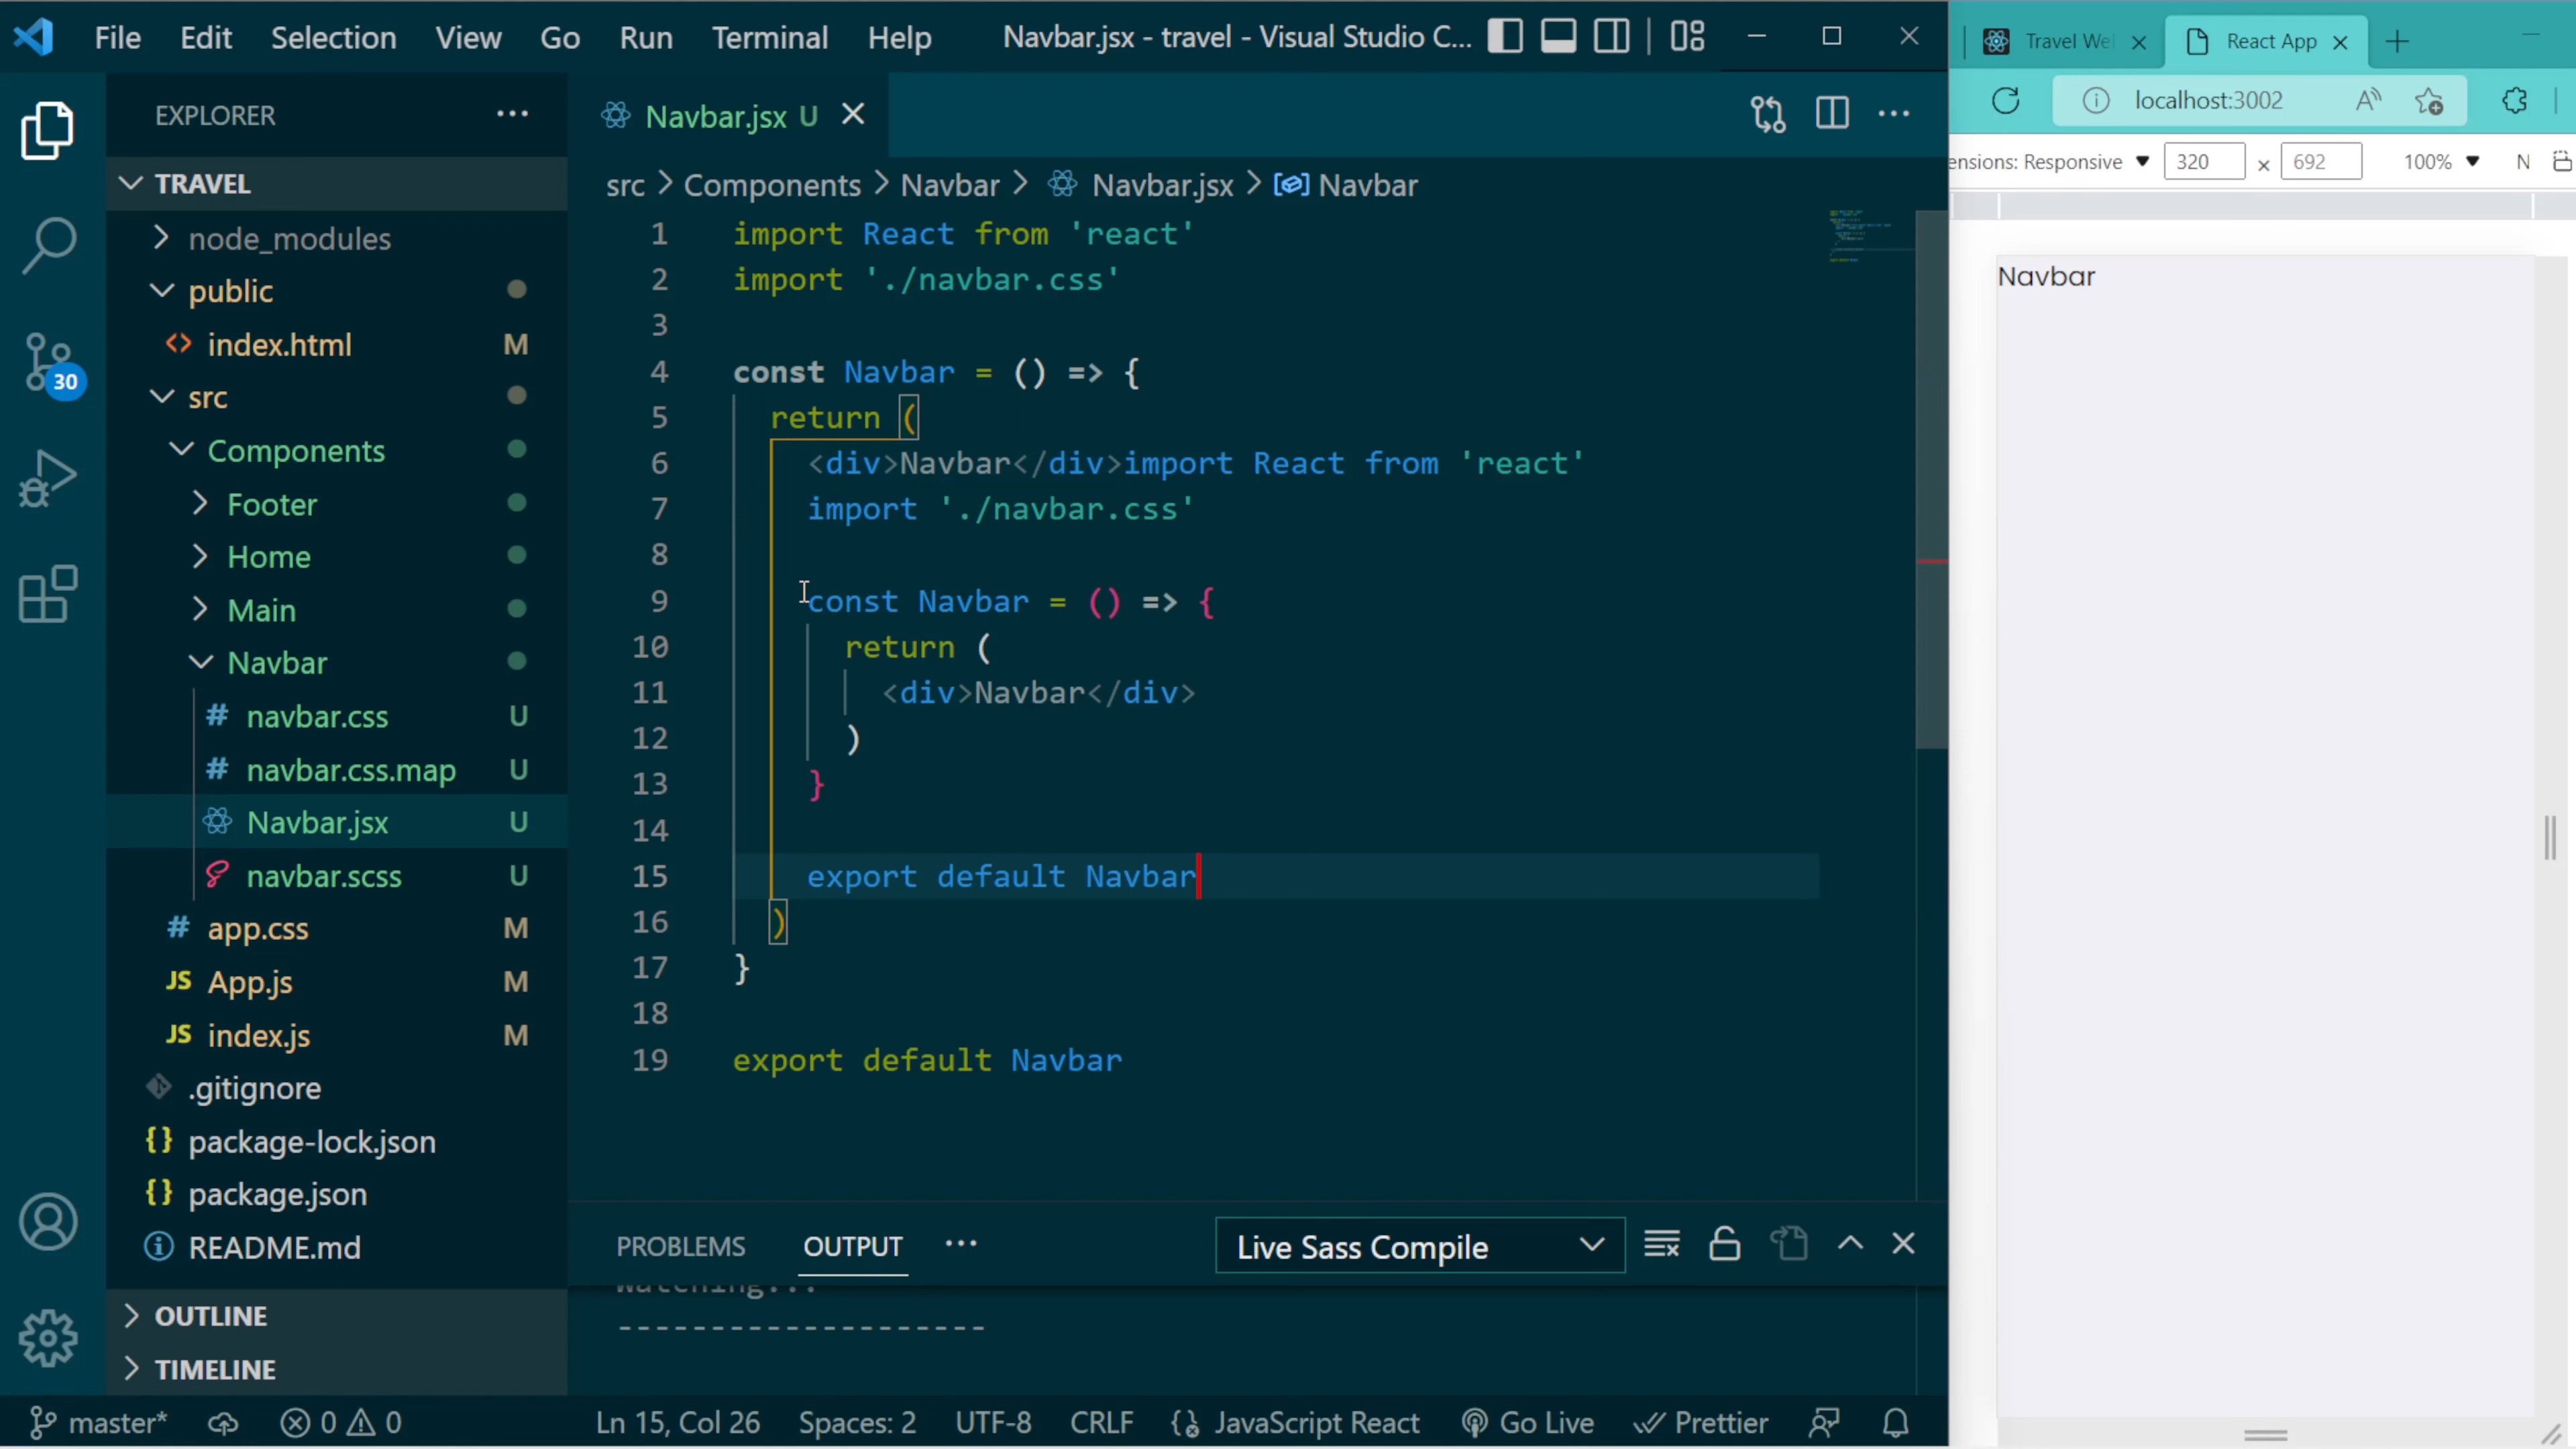 File Edit Selection View Go Run Terminal Help Navbar.jsx - travel - Visual Studio C...
EXPLORER
TRAVEL
node_modules
public
index.html M
src
Components
Footer
Home
Main
Navbar
navbar.css U
navbar.css.map U
Navbar.jsx U
navbar.scss U
app.css M
JS App.js M
JS index.js M
.gitignore
package-lock.json
package.json
README.md
OUTLINE
TIMELINE
30
Navbar.jsx U
src > Components > Navbar > Navbar.jsx > Navbar
1 import React from 'react'
2 import './navbar.css'
3
4 const Navbar = () => {
5 return (
6 <div>Navbar</div>import React from 'react'
7 import './navbar.css'
8
9 const Navbar = () => {
10 return (
11 <div>Navbar</div>
12 )
13 }
14
15 export default Navbar
16 )
17 }
18
19 export default Navbar
PROBLEMS OUTPUT ... Live Sass Compile
Watching...
--------------------
master* 0 0 Ln 15, Col 26 Spaces: 2 UTF-8 CRLF JavaScript React Go Live Prettier
Travel We React App
localhost:3002
ensions: Responsive 320 × 692 100% N
Navbar